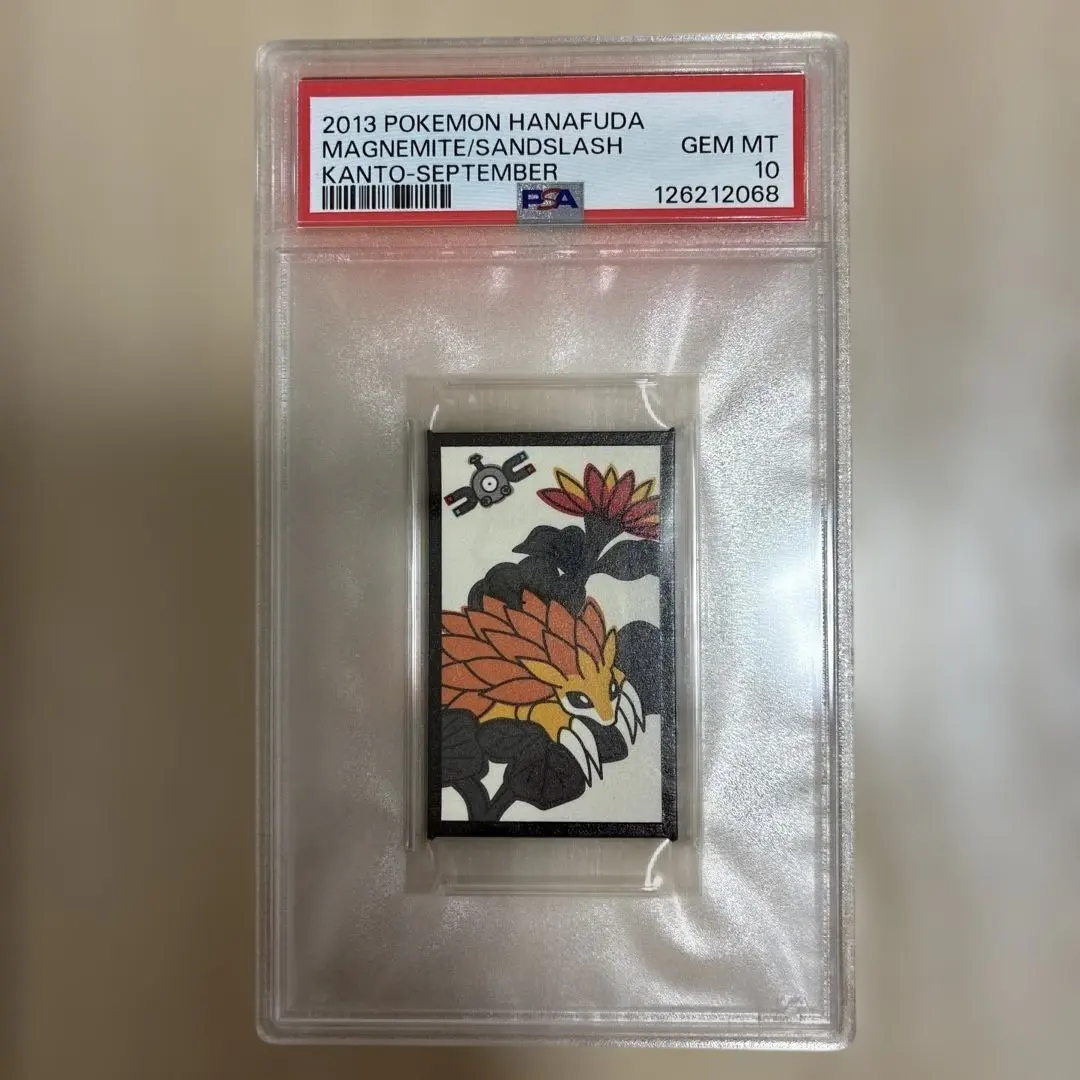 2013 POKEMON HANAFUDA
MAGNEMITE/SANDSLASH GEM MT
KANTO-SEPTEMBER 10
PSA 126212068